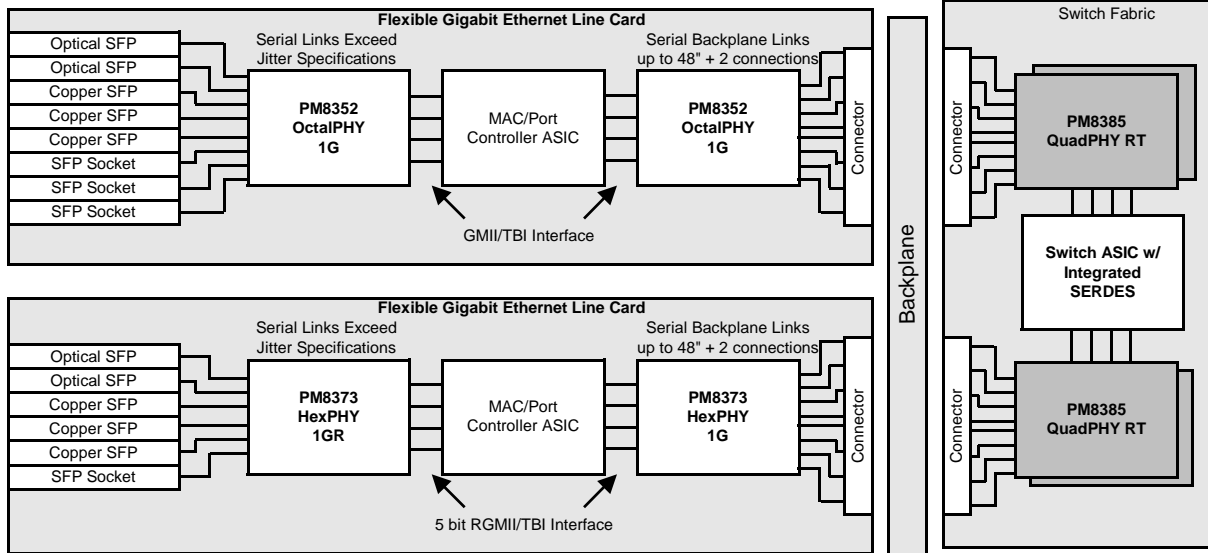 Flexible Gigabit Ethernet Line Card
Optical SFP
Optical SFP
Copper SFP
Copper SFP
Copper SFP
SFP Socket
SFP Socket
SFP Socket
Serial Links Exceed
Jitter Specifications
PM8352
OctalPHY
1G
MAC/Port
Controller ASIC
Serial Backplane Links
up to 48" + 2 connections
PM8352
OctalPHY
1G
Connector
GMII/TBI Interface
Flexible Gigabit Ethernet Line Card
Optical SFP
Optical SFP
Copper SFP
Copper SFP
Copper SFP
SFP Socket
Serial Links Exceed
Jitter Specifications
PM8373
HexPHY
1GR
MAC/Port
Controller ASIC
Serial Backplane Links
up to 48" + 2 connections
PM8373
HexPHY
1G
Connector
5 bit RGMII/TBI Interface
Backplane
Switch Fabric
Connector
PM8385
QuadPHY RT
Switch ASIC w/
Integrated
SERDES
Connector
PM8385
QuadPHY RT